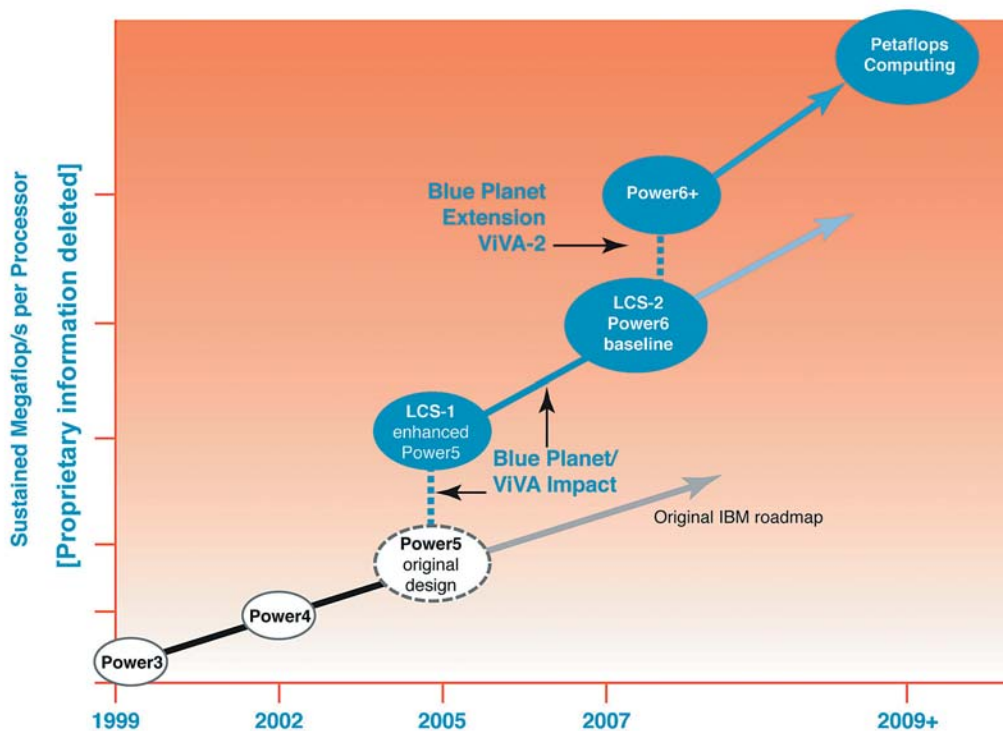 Petaflops
Computing
Power6+
Blue Planet
Extension
ViVA-2
LCS-2
Power6
baseline
LCS-1
enhanced
Power5
Blue Planet/
ViVA Impact
Original IBM roadmap
Power5
original
design
Power4
Power3
Sustained Megaflop/s per Processor
[Proprietary information deleted]
1999
2002
2005
2007
2009+